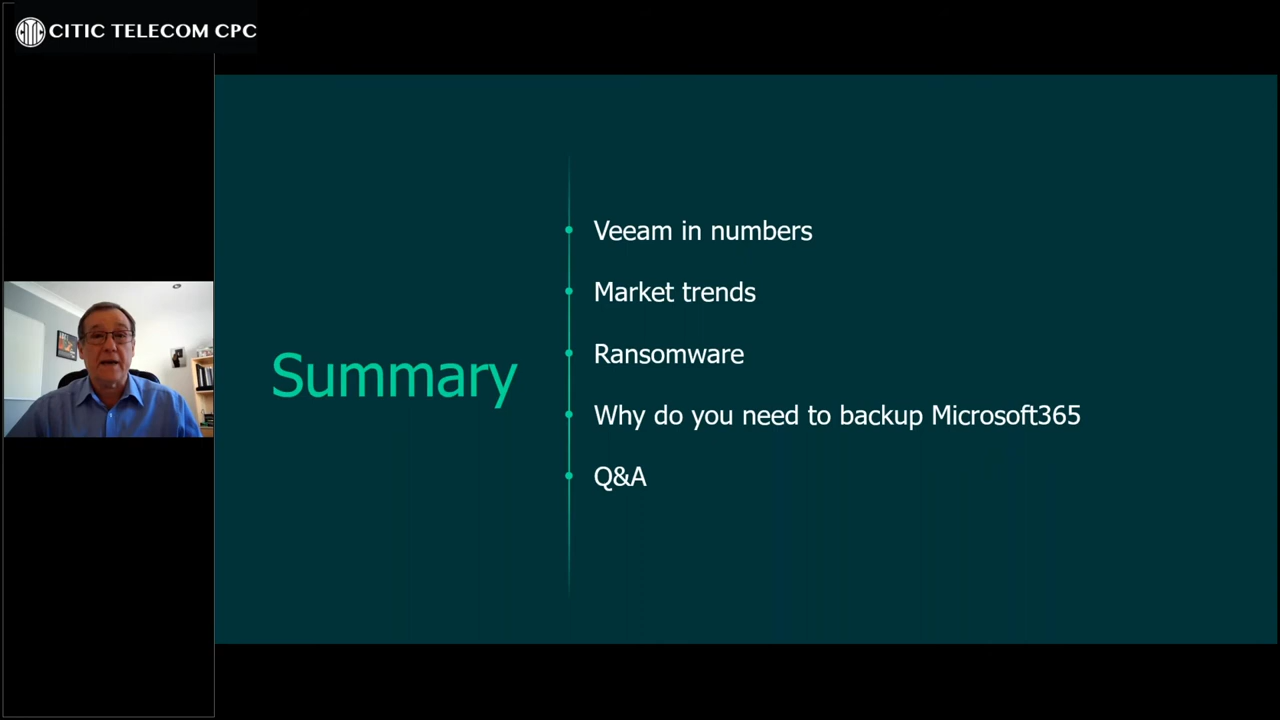 CITIC TELECOM CPC
Summary
Veeam in numbers
Market trends
Ransomware
Why do you need to backup Microsoft365
Q&A